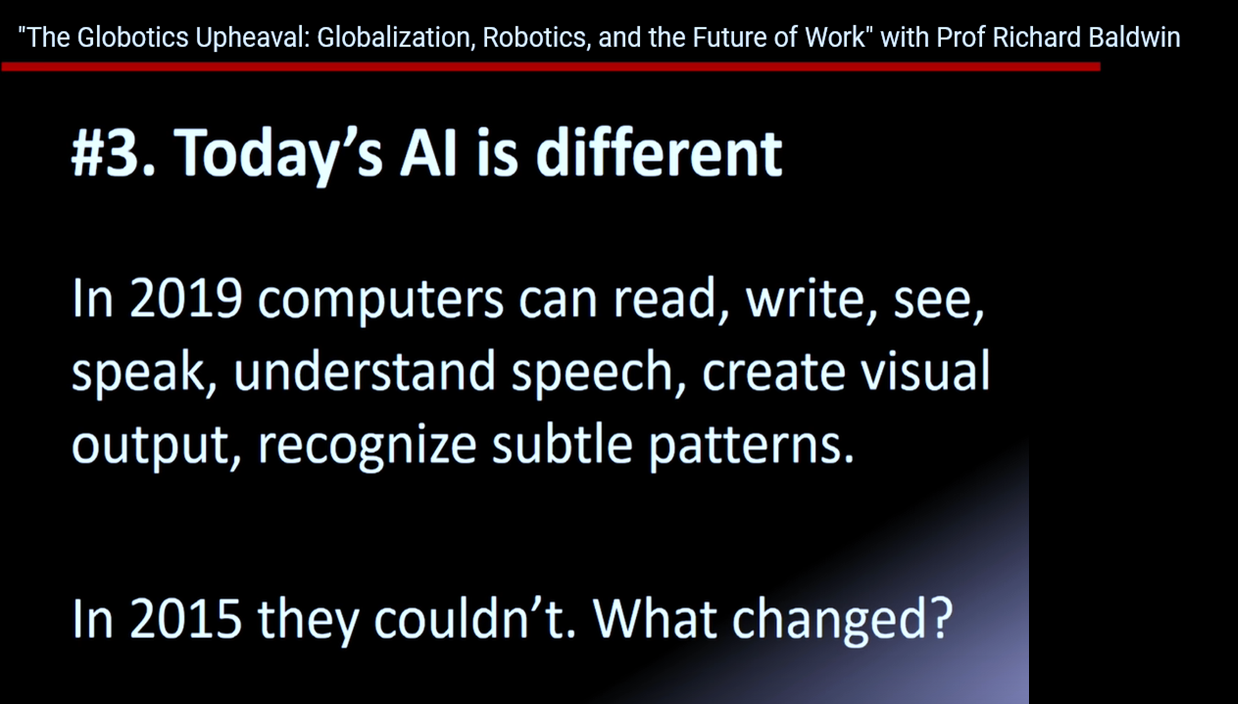 "The Globotics Upheaval: Globalization, Robotics, and the Future of Work" with Prof Richard Baldwin
#3. Today’s AI is different
In 2019 computers can read, write, see,
speak, understand speech, create visual
output, recognize subtle patterns.
In 2015 they couldn’t. What changed?